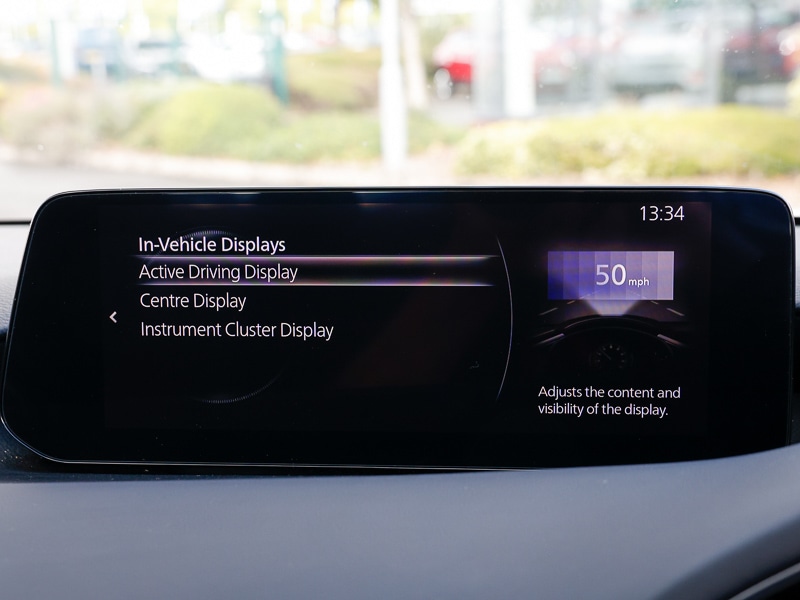 13:34
In-Vehicle Displays
Active Driving Display
Centre Display
Instrument Cluster Display
50 mph
Adjusts the content and
visibility of the display.